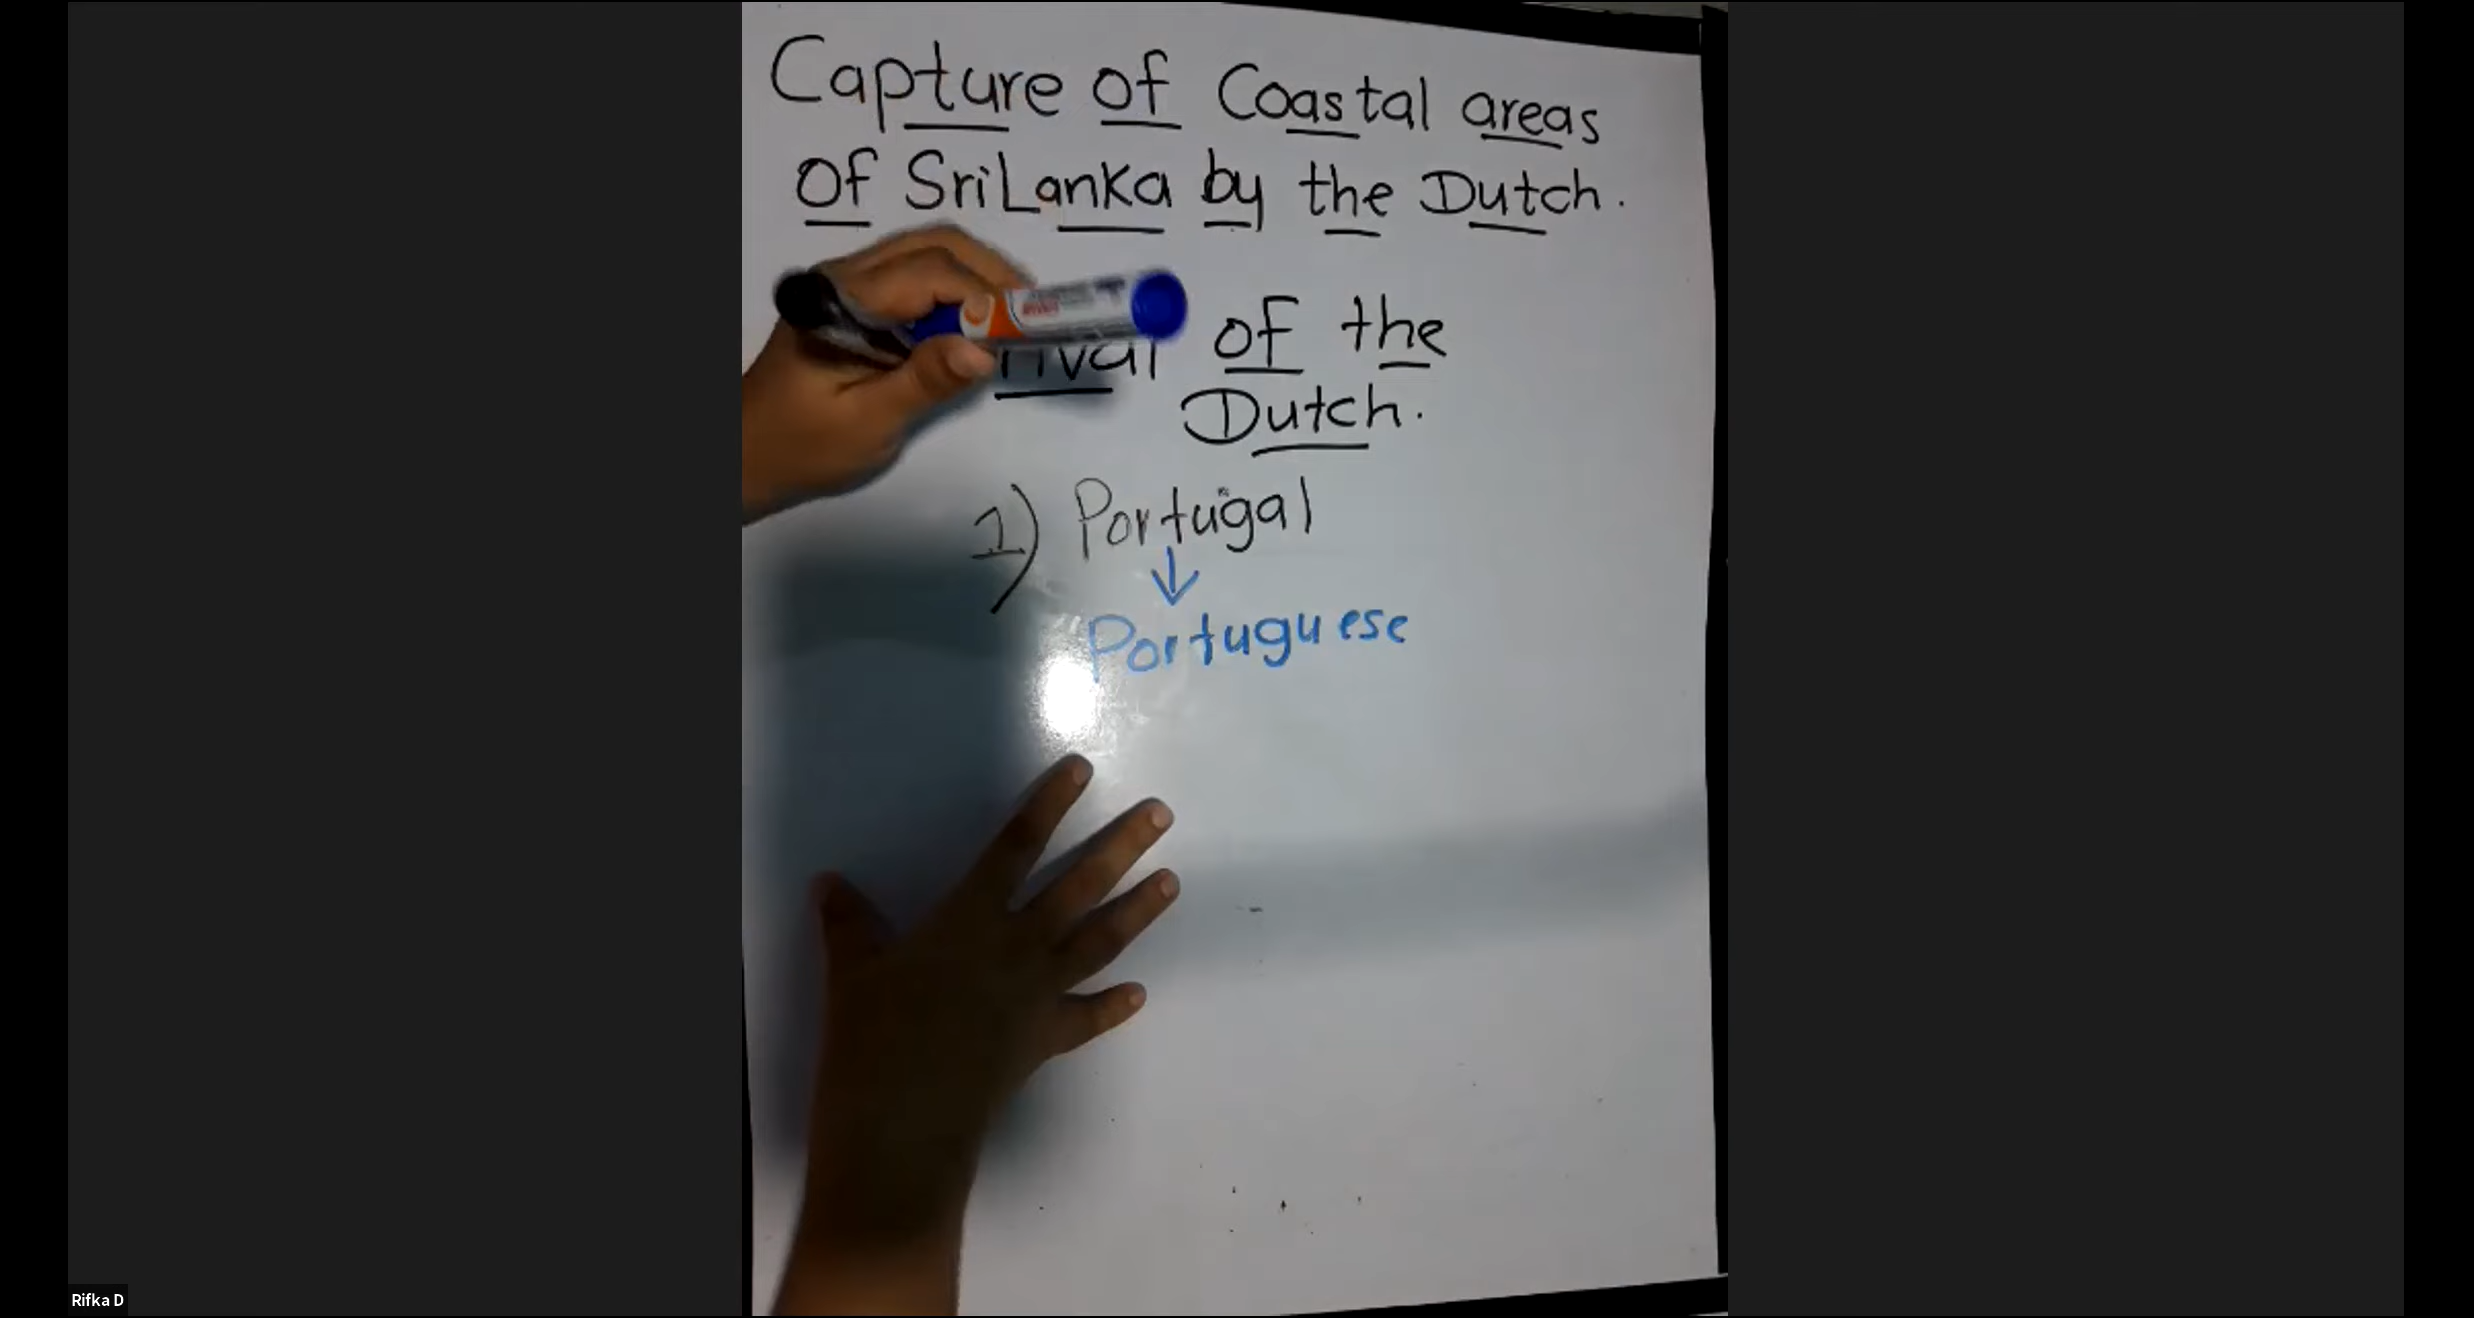 Capture of Coastal areas
Of SriLanka by the Dutch.
of the
Dutch.
1) Portugal
↓
Portuguese
Rifka D